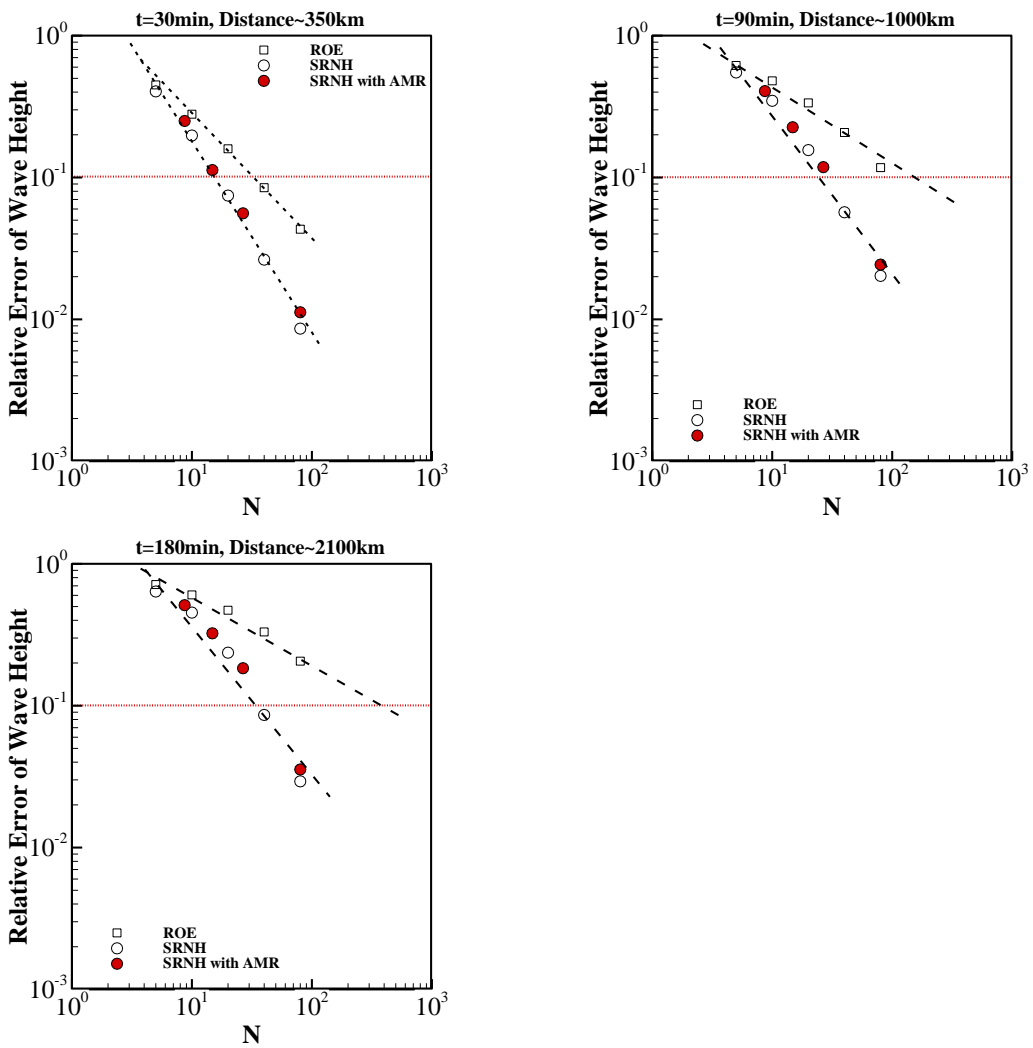 t=30min, Distance~350km
10^0
10^-1
10^-2
10^-3
Relative Error of Wave Height
ROE
SRNH
SRNH with AMR
10^0 10^1 10^2 10^3
N
t=90min, Distance~1000km
10^0
10^-1
10^-2
10^-3
Relative Error of Wave Height
ROE
SRNH
SRNH with AMR
10^0 10^1 10^2 10^3
N
t=180min, Distance~2100km
10^0
10^-1
10^-2
10^-3
Relative Error of Wave Height
ROE
SRNH
SRNH with AMR
10^0 10^1 10^2 10^3
N